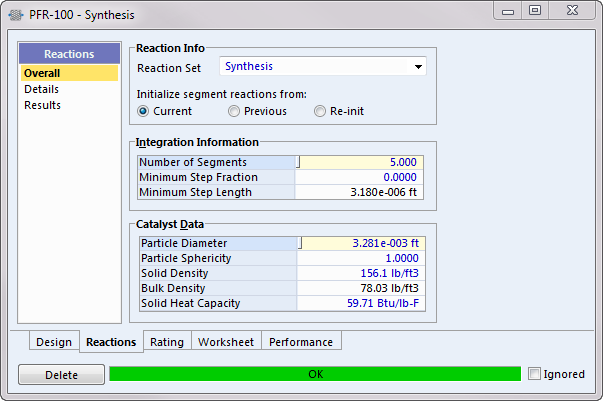 PFR-100 - Synthesis
Reactions
Overall
Details
Results
Reaction Info
Reaction Set Synthesis
Initialize segment reactions from:
Current Previous Re-init
Integration Information
Number of Segments 5.000
Minimum Step Fraction 0.0000
Minimum Step Length 3.180e-006 ft
Catalyst Data
Particle Diameter 3.281e-003 ft
Particle Sphericity 1.0000
Solid Density 156.1 lb/ft3
Bulk Density 78.03 lb/ft3
Solid Heat Capacity 59.71 Btu/lb-F
Design Reactions Rating Worksheet Performance
Delete OK Ignored